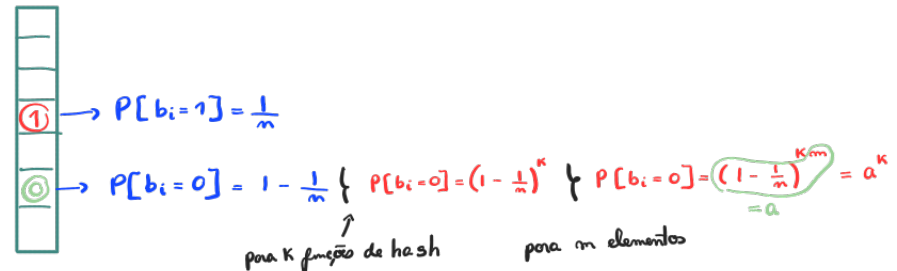 1 → P[bᵢ = 1] = 1/n
0 → P[bᵢ = 0] = 1 - 1/n } P[bᵢ=0] = (1 - 1/n)^K } P[bᵢ=0] = (1 - 1/n)^Km = a^K
= a
para K função de hash
para m elementos